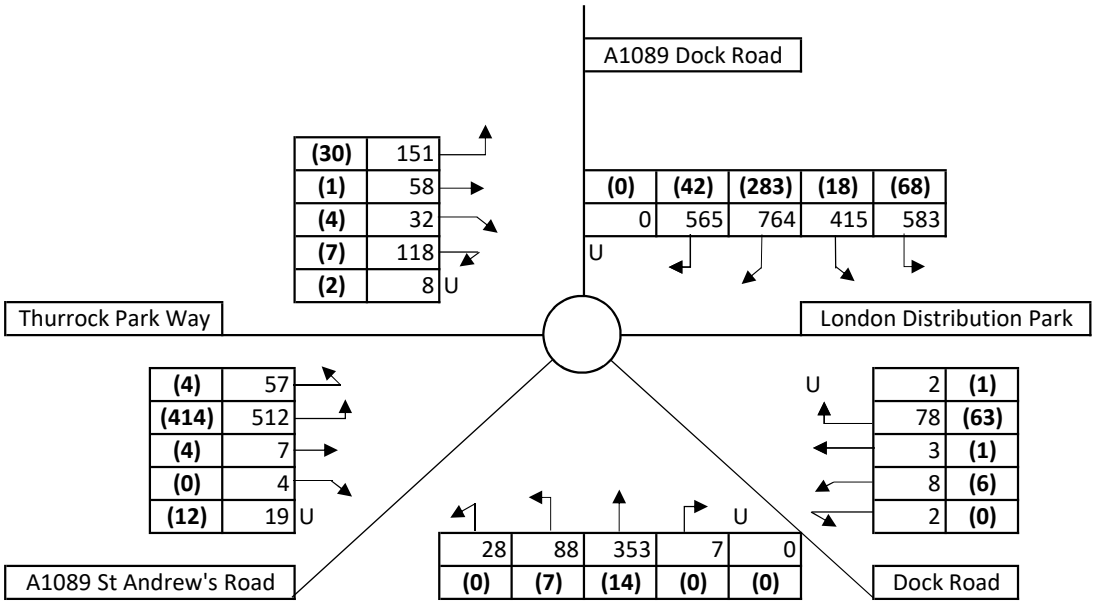 A1089 Dock Road
(30) 151
(1) 58
(4) 32
(7) 118
(2) 8 U
(0) (42) (283) (18) (68)
0 565 764 415 583
U
Thurrock Park Way
London Distribution Park
(4) 57
(414) 512
(4) 7
(0) 4
(12) 19 U
U 2 (1)
78 (63)
3 (1)
8 (6)
2 (0)
U
28 88 353 7 0
(0) (7) (14) (0) (0)
A1089 St Andrew's Road
Dock Road